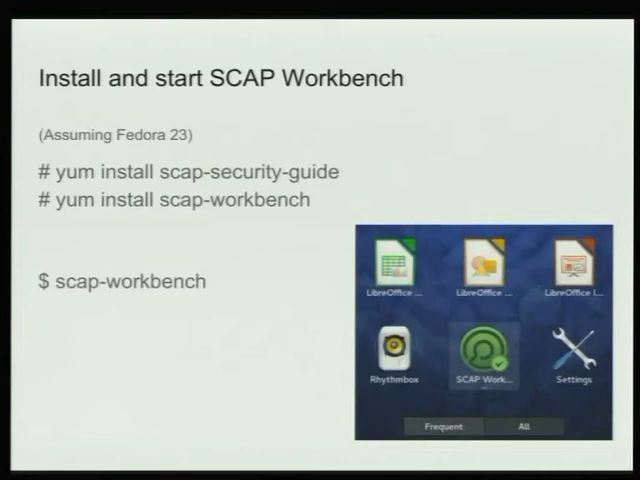 Install and start SCAP Workbench
(Assuming Fedora 23)
# yum install scap-security-guide
# yum install scap-workbench
$ scap-workbench
LibreOffice ...
LibreOffice ...
LibreOffice I...
Rhythmbox
SCAP Work...
Settings
Frequent
All